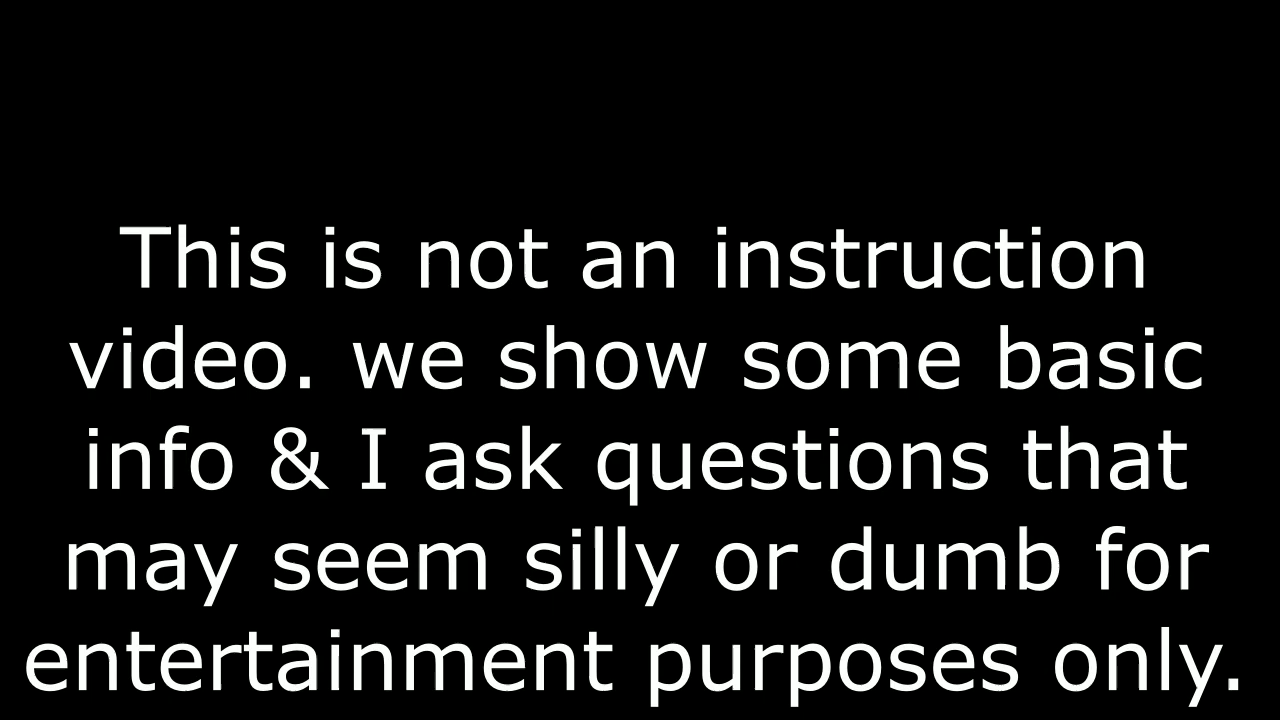 This is not an instruction
video. we show some basic
info & I ask questions that
may seem silly or dumb for
entertainment purposes only.